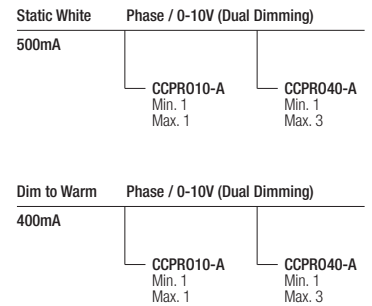 Static White Phase / 0-10V (Dual Dimming)
500mA
CCPRO10-A CCPRO40-A
Min. 1 Min. 1
Max. 1 Max. 3
Dim to Warm Phase / 0-10V (Dual Dimming)
400mA
CCPRO10-A CCPRO40-A
Min. 1 Min. 1
Max. 1 Max. 3